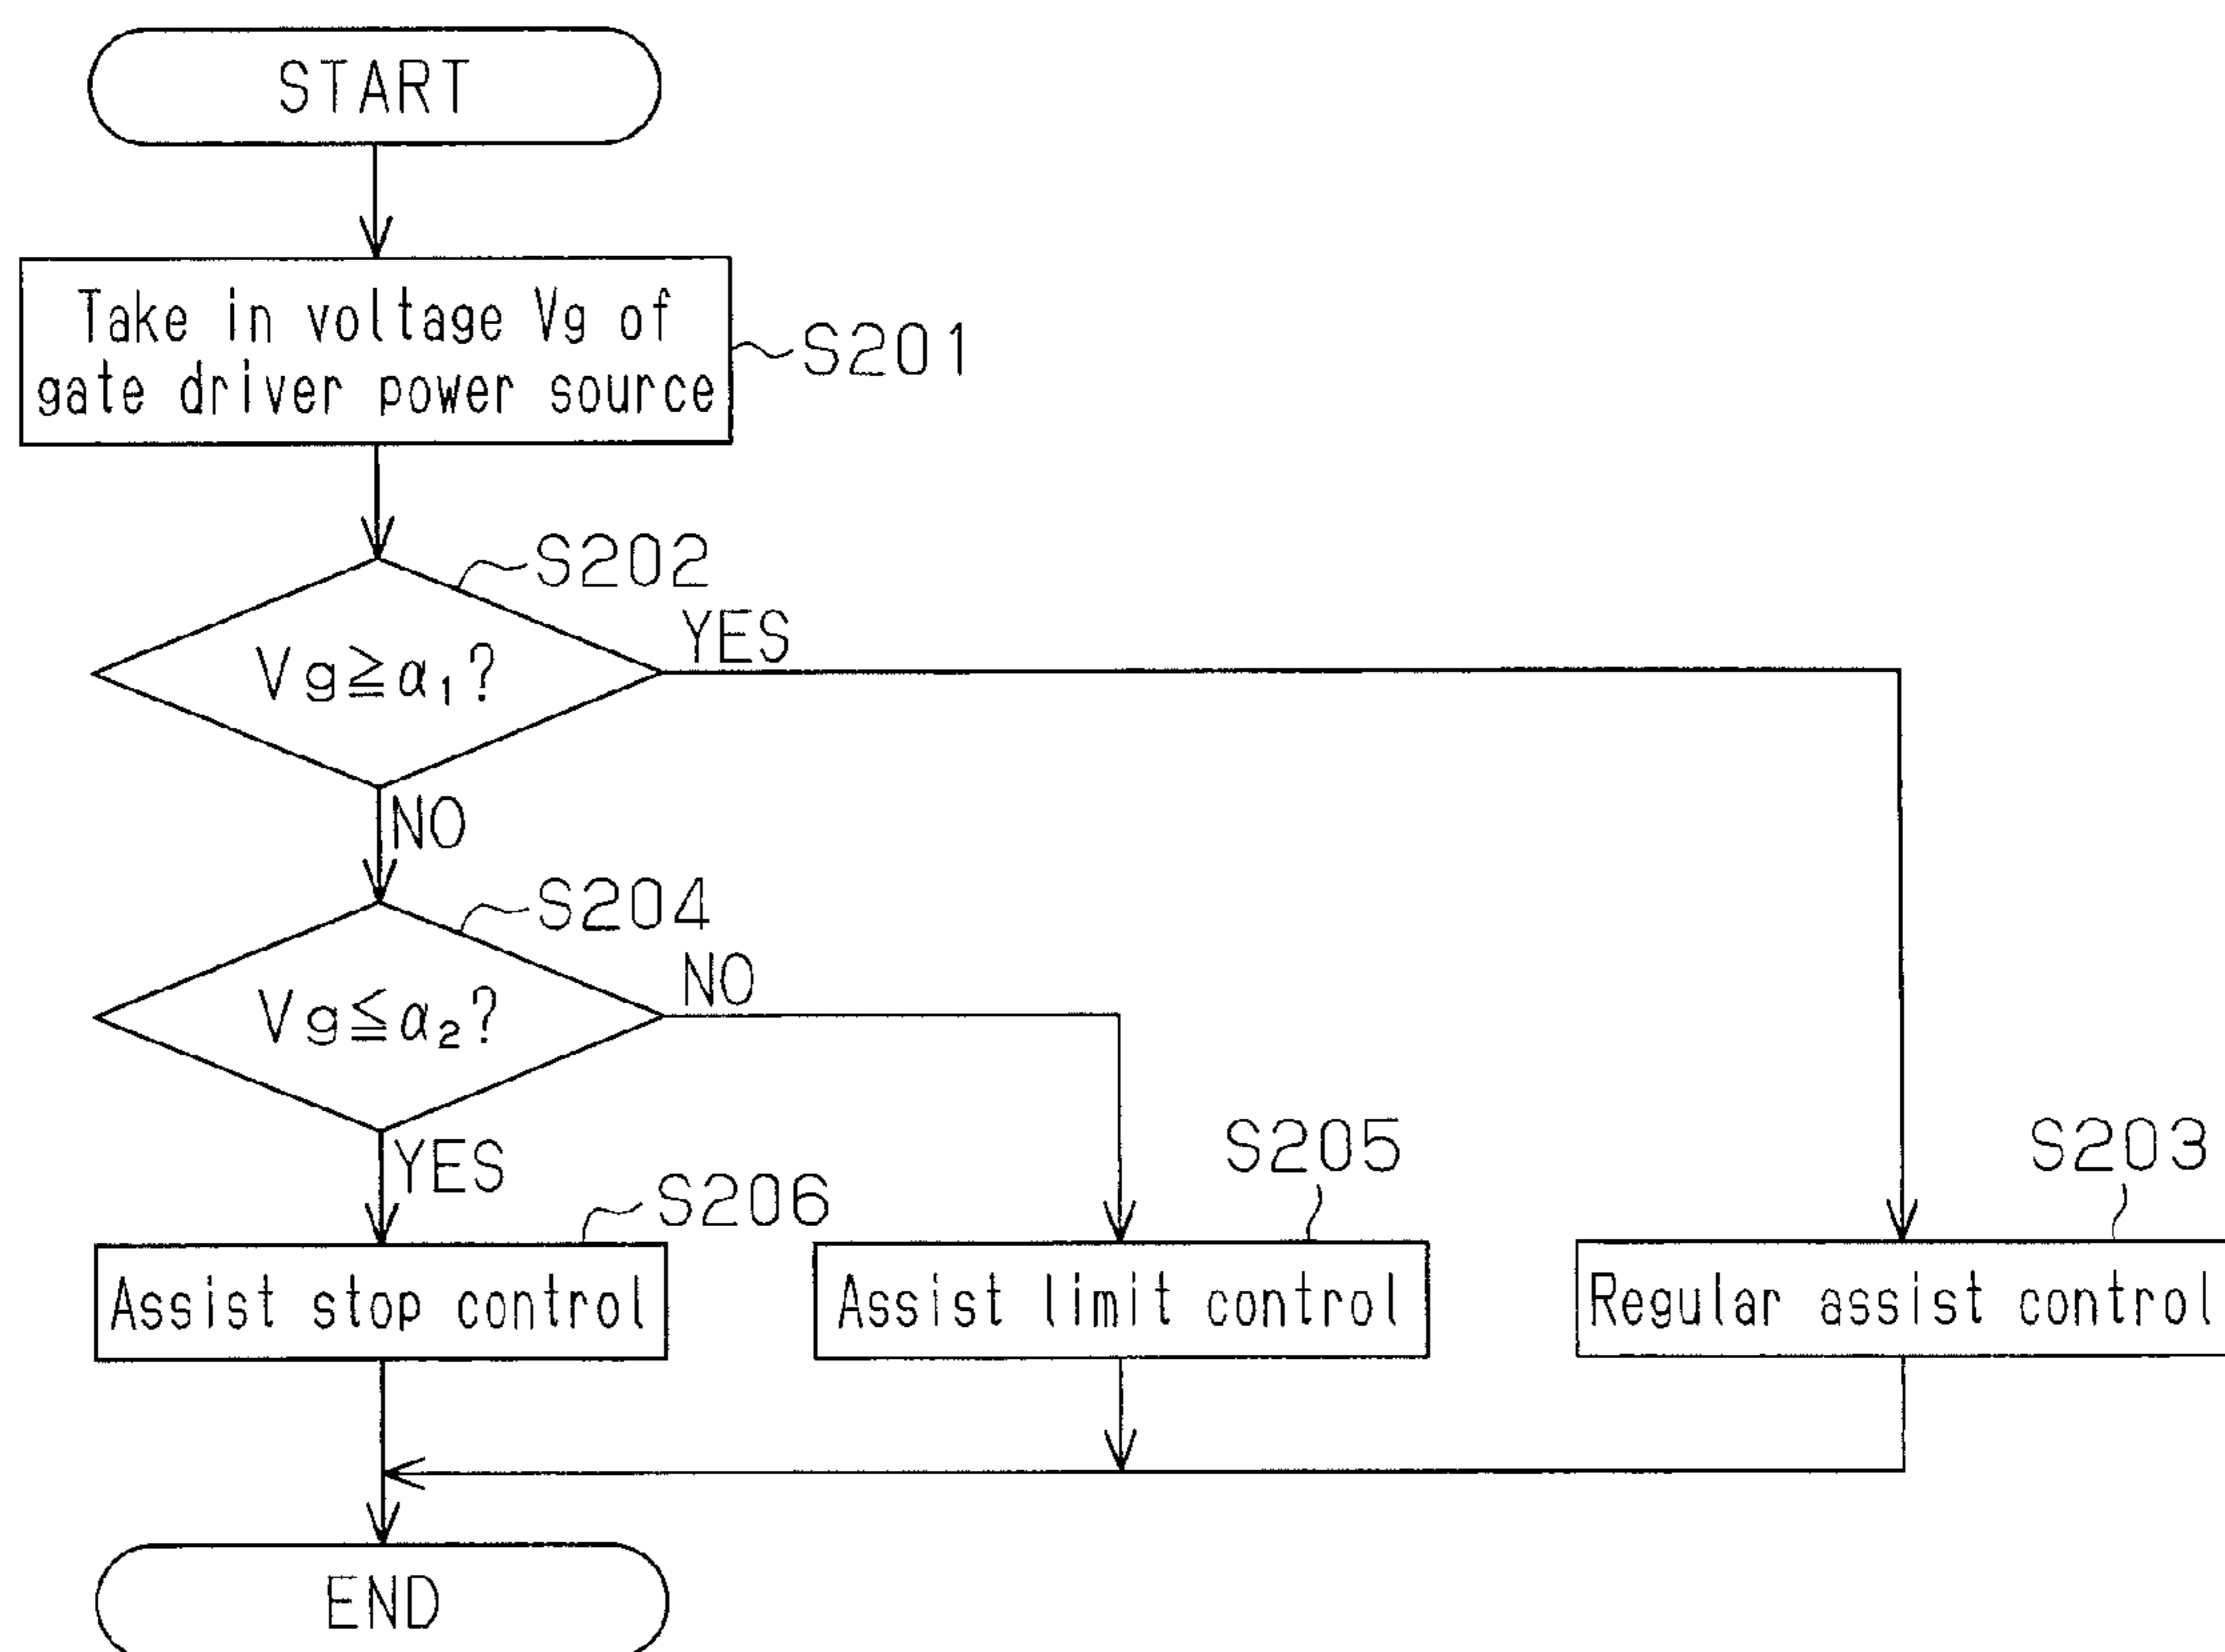 START
Take in voltage Vg of
gate driver power source
S201
S202
Vg≧α₁?
YES
NO
S204
Vg≦α₂?
NO
YES
S206
S205
S203
Assist stop control
Assist limit control
Regular assist control
END